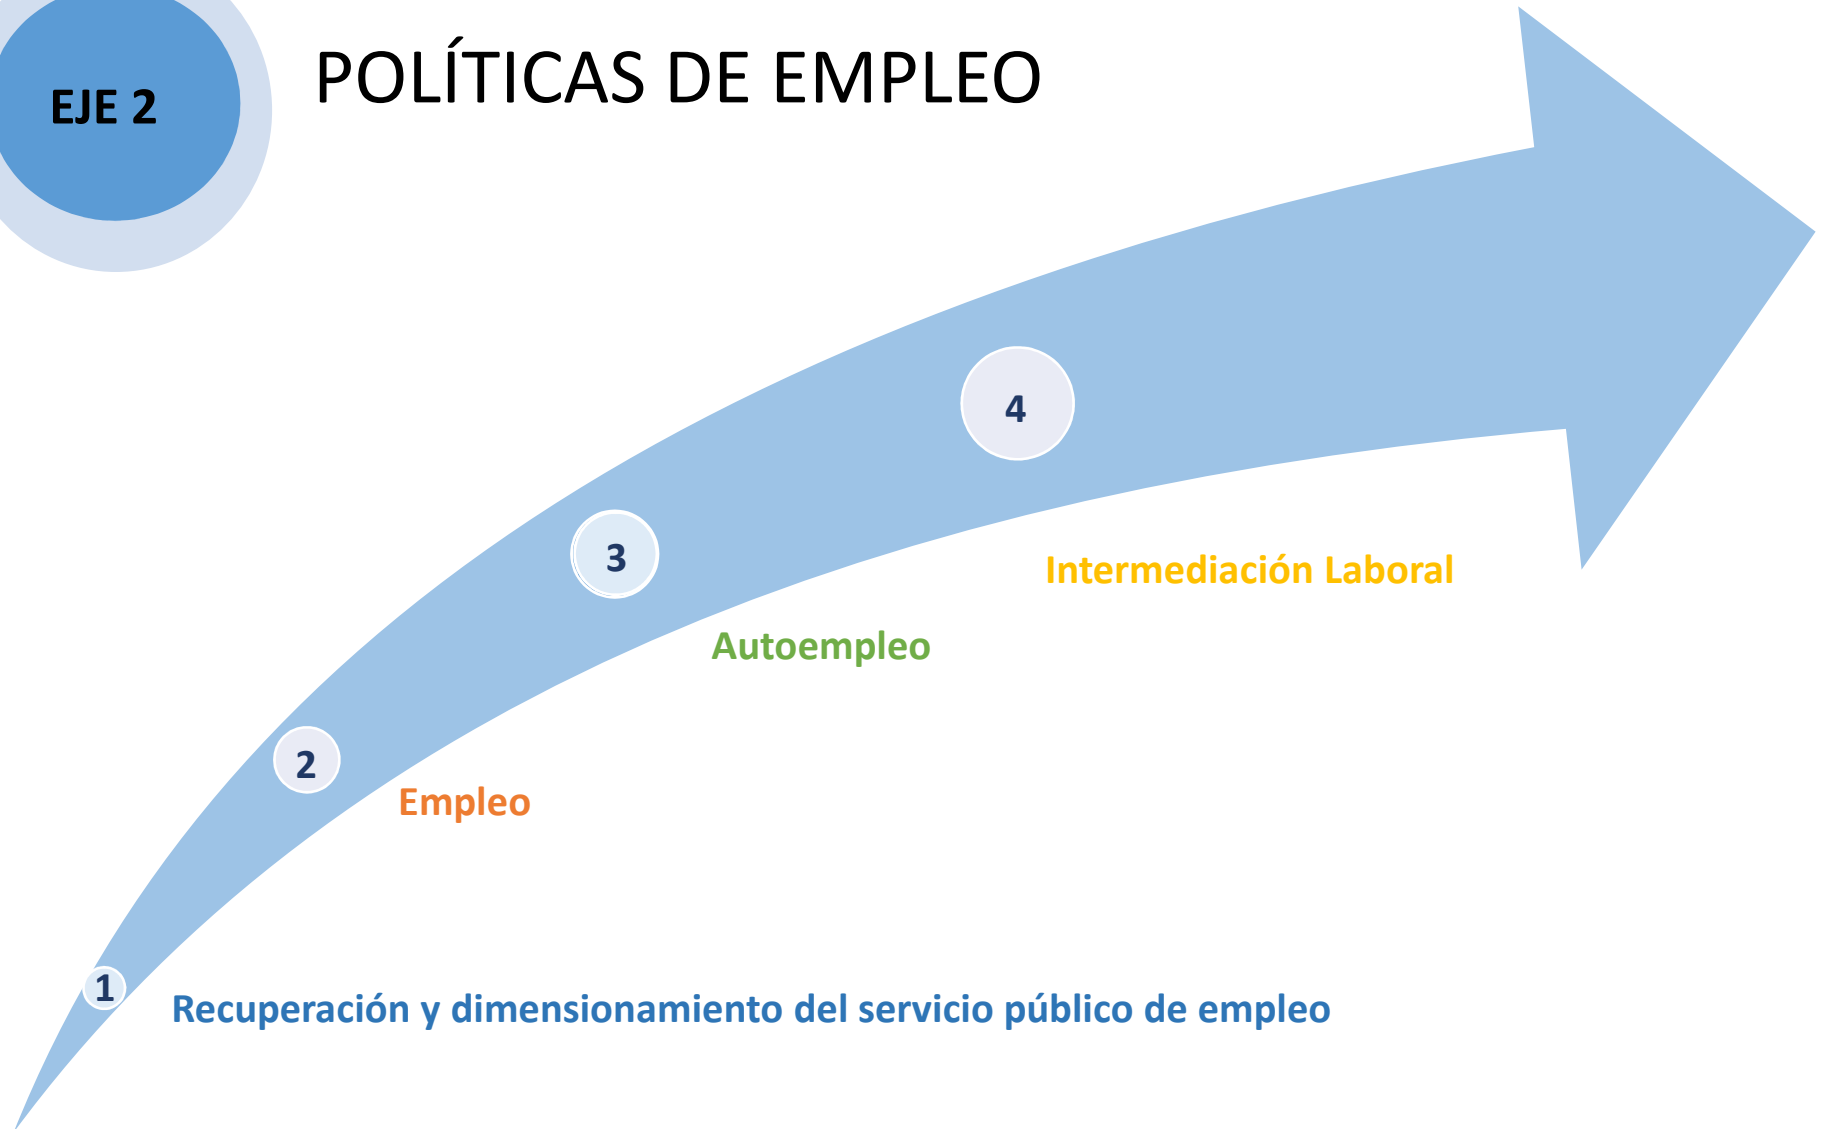 EJE 2
POLÍTICAS DE EMPLEO
4
3
Intermediación Laboral
Autoempleo
2
Empleo
1
Recuperación y dimensionamiento del servicio público de empleo